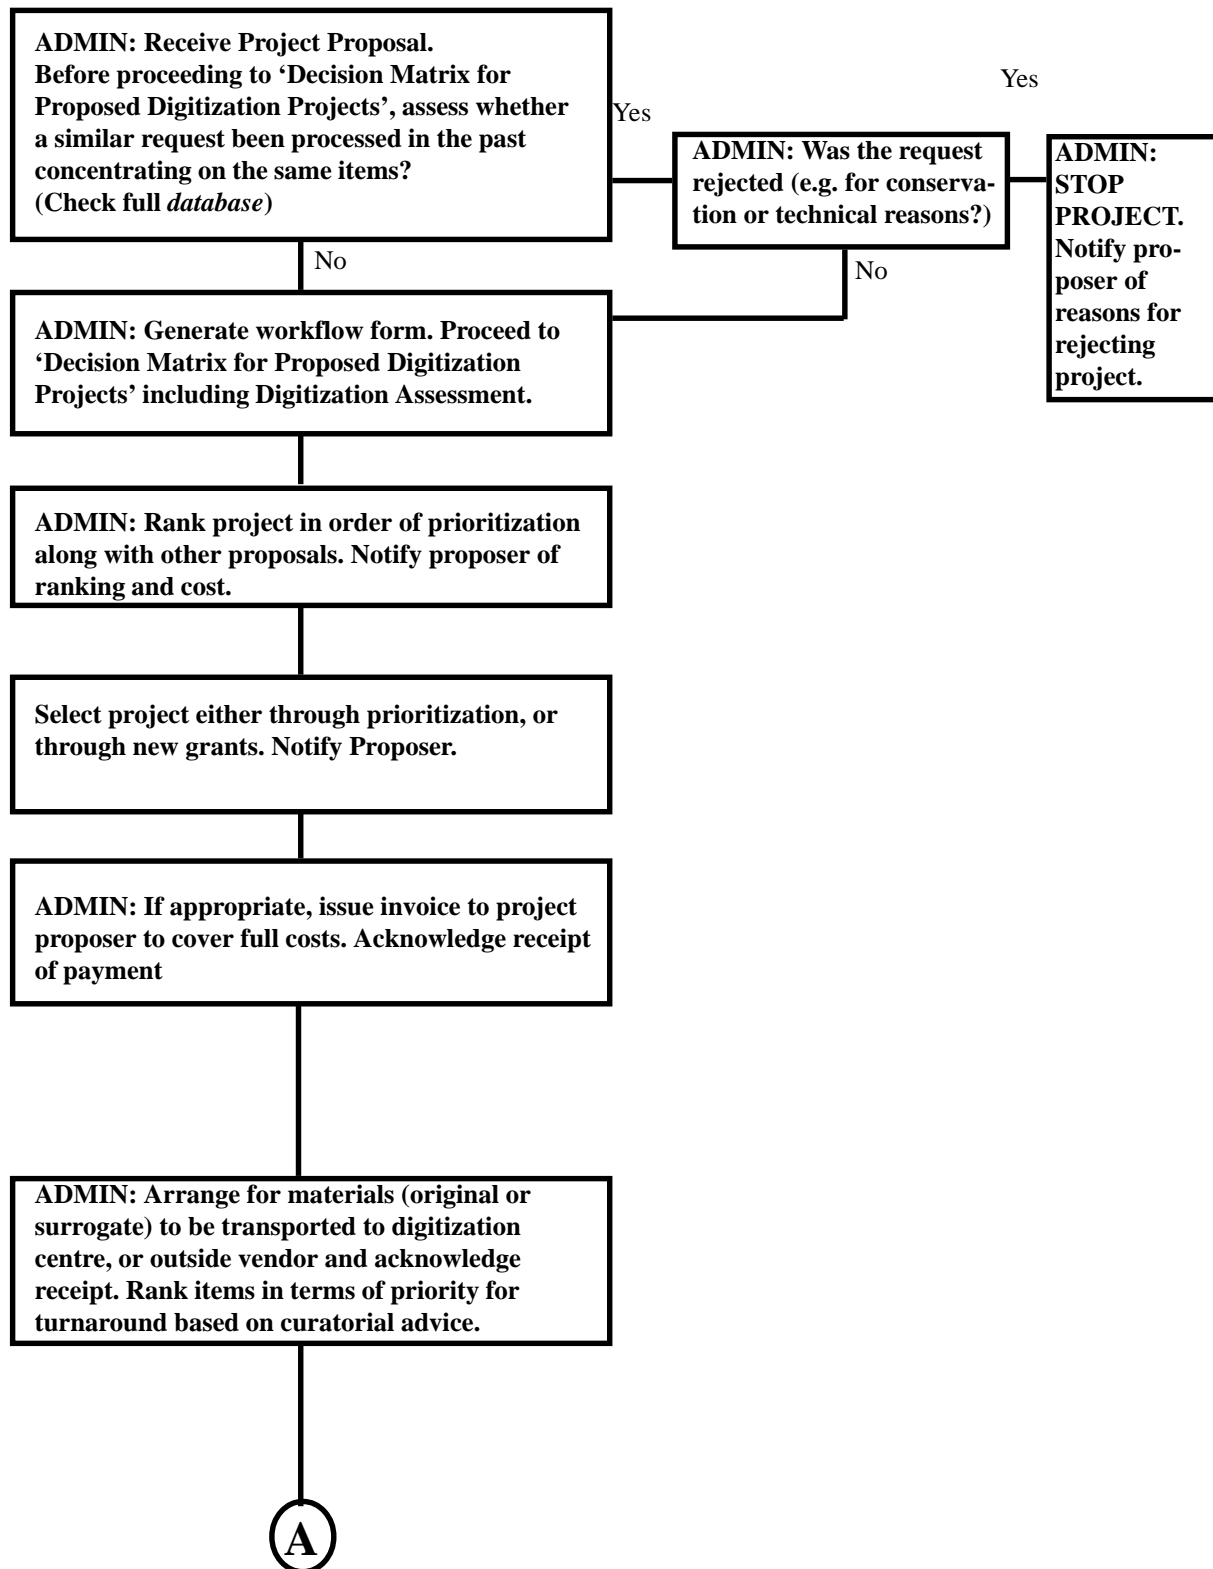 ADMIN: Receive Project Proposal.
Before proceeding to ‘Decision Matrix for
Proposed Digitization Projects’, assess whether
a similar request been processed in the past
concentrating on the same items?
(Check full database)
Yes
Yes
ADMIN: Was the request
rejected (e.g. for conserva-
tion or technical reasons?)
ADMIN:
STOP
PROJECT.
Notify pro-
poser of
reasons for
rejecting
project.
No
No
ADMIN: Generate workflow form. Proceed to
‘Decision Matrix for Proposed Digitization
Projects’ including Digitization Assessment.
ADMIN: Rank project in order of prioritization
along with other proposals. Notify proposer of
ranking and cost.
Select project either through prioritization, or
through new grants. Notify Proposer.
ADMIN: If appropriate, issue invoice to project
proposer to cover full costs. Acknowledge receipt
of payment
ADMIN: Arrange for materials (original or
surrogate) to be transported to digitization
centre, or outside vendor and acknowledge
receipt. Rank items in terms of priority for
turnaround based on curatorial advice.
A